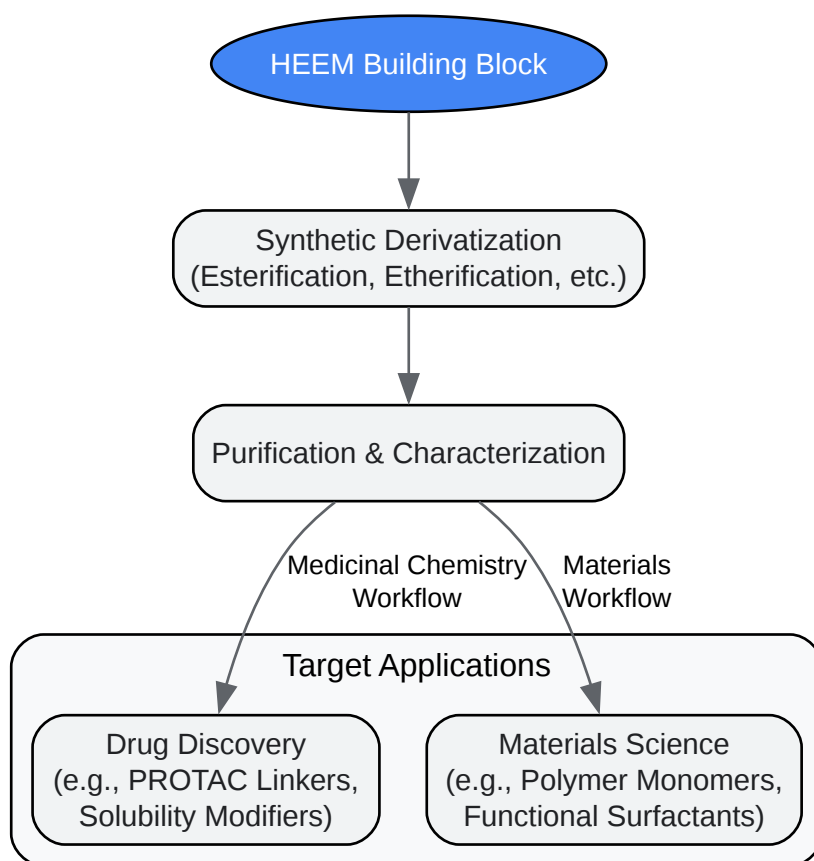 HEEM Building Block
Synthetic Derivatization
(Esterification, Etherification, etc.)
Purification & Characterization
Medicinal Chemistry
Workflow
Materials
Workflow
Target Applications
Drug Discovery
(e.g., PROTAC Linkers,
Solubility Modifiers)
Materials Science
(e.g., Polymer Monomers,
Functional Surfactants)